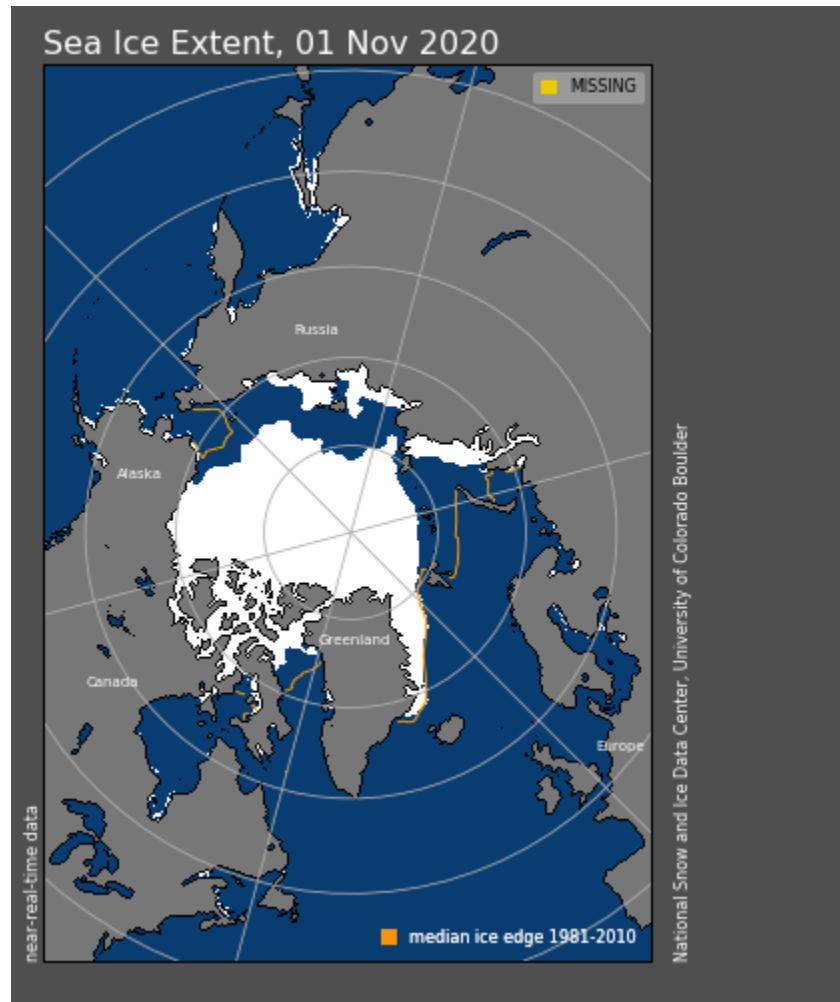 Sea Ice Extent, 01 Nov 2020
MISSING
Russia
Alaska
Greenland
Canada
Europe
near-real-time data
National Snow and Ice Data Center, University of Colorado Boulder
median ice edge 1981-2010